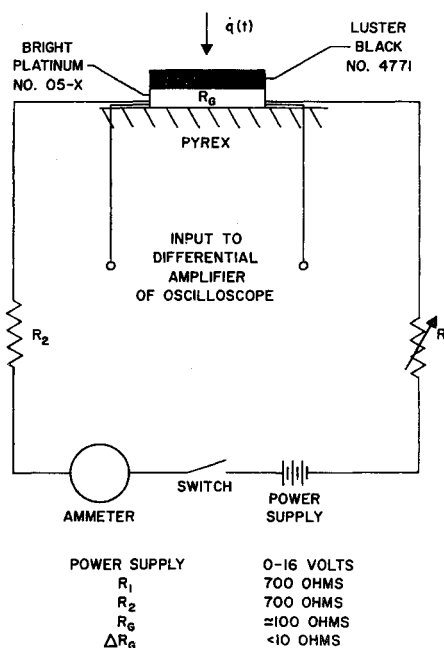 q̇(t)
BRIGHT
PLATINUM
NO. 05-X
LUSTER
BLACK
NO. 4771
R_G
PYREX
INPUT TO
DIFFERENTIAL
AMPLIFIER
OF OSCILLOSCOPE
R_2
R
AMMETER
SWITCH
POWER
SUPPLY
POWER SUPPLY 0-16 VOLTS
R_1 700 OHMS
R_2 700 OHMS
R_G ≃100 OHMS
ΔR_G <10 OHMS